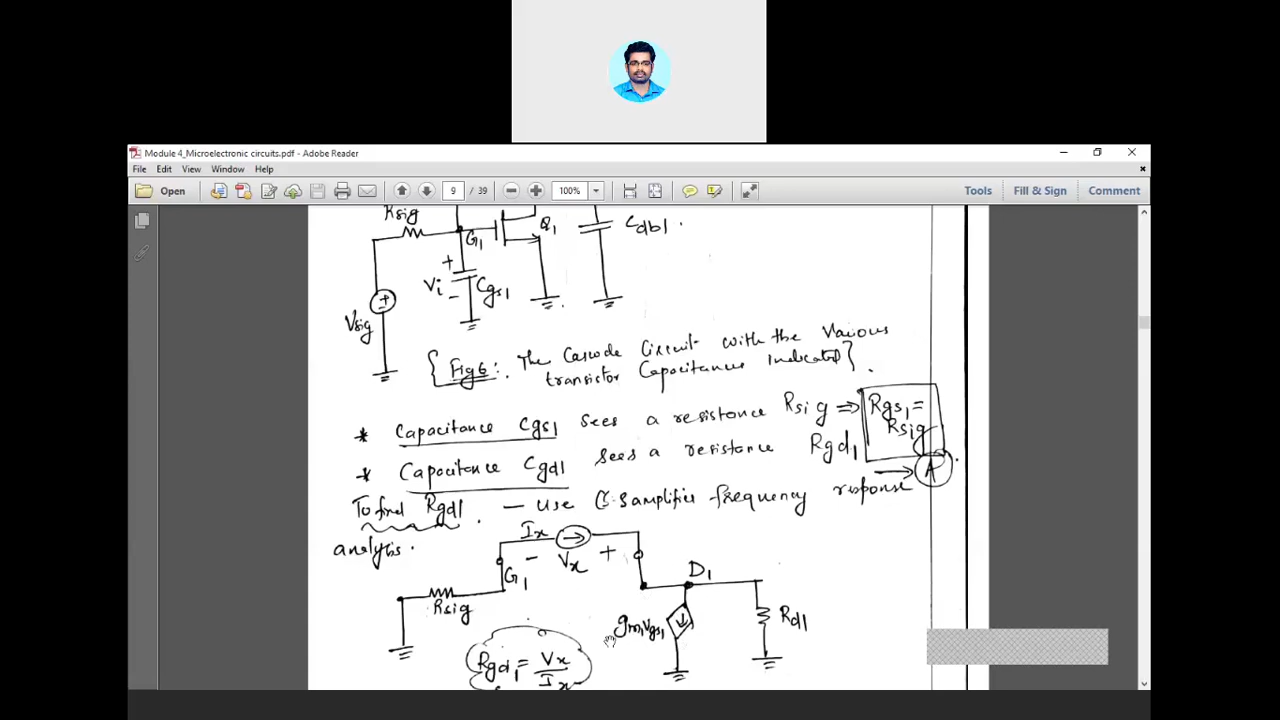 Module 4_Microelectronic circuits.pdf - Adobe Reader
File Edit View Window Help
Open 9 / 39 100% Tools Fill & Sign Comment
Rsig
G1 Q1 Cdb1 .
+
Vi Cgs1
-
Vsig
{ Fig 6 :. The Cascode Circuit with the Various
transistor Capacitances indicated } .
* Capacitance Cgs1 sees a resistance Rsig ⇒ Rgs1 = Rsig
* Capacitance Cgd1 sees a resistance Rgd1 → A
To find Rgd1 . — use C.S amplifier frequency response
analysis .
Ix
- Vx +
G1 D1
Rsig
gm1vgs1 Rd1
Rgd1 = Vx / Ix